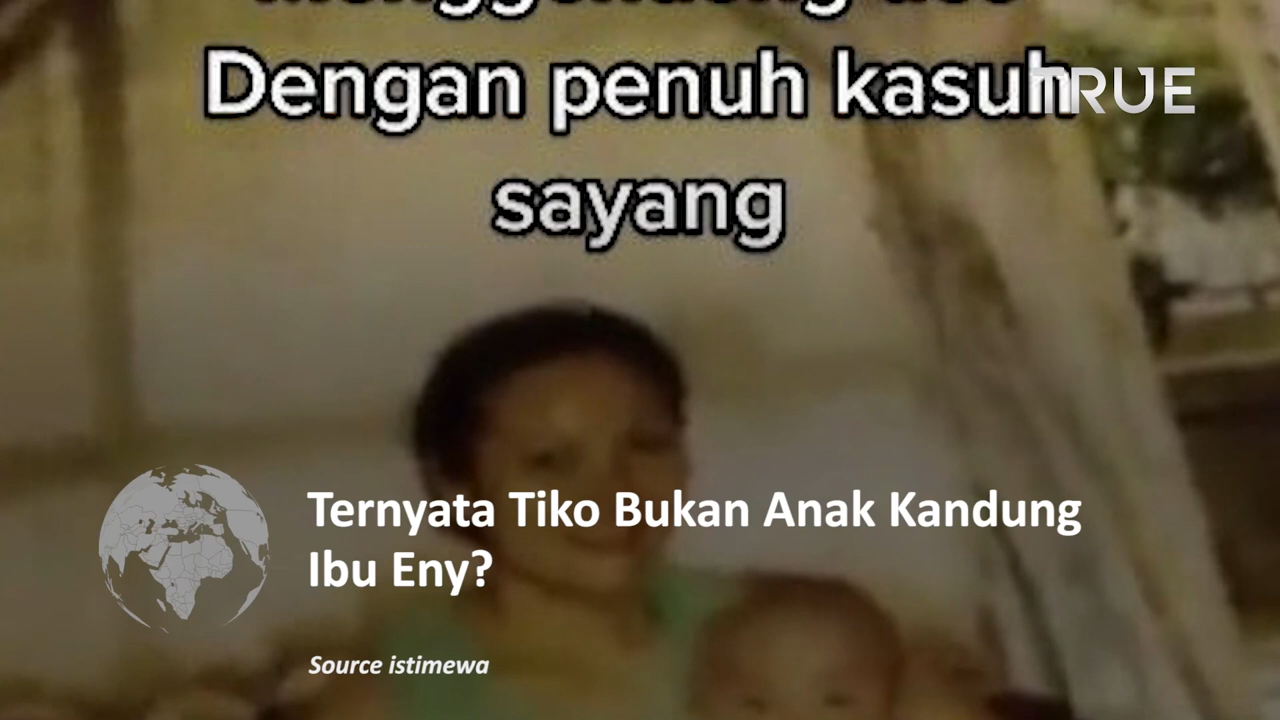 Dengan penuh kasuh
sayang
TRUE
Ternyata Tiko Bukan Anak Kandung
Ibu Eny?
Source istimewa